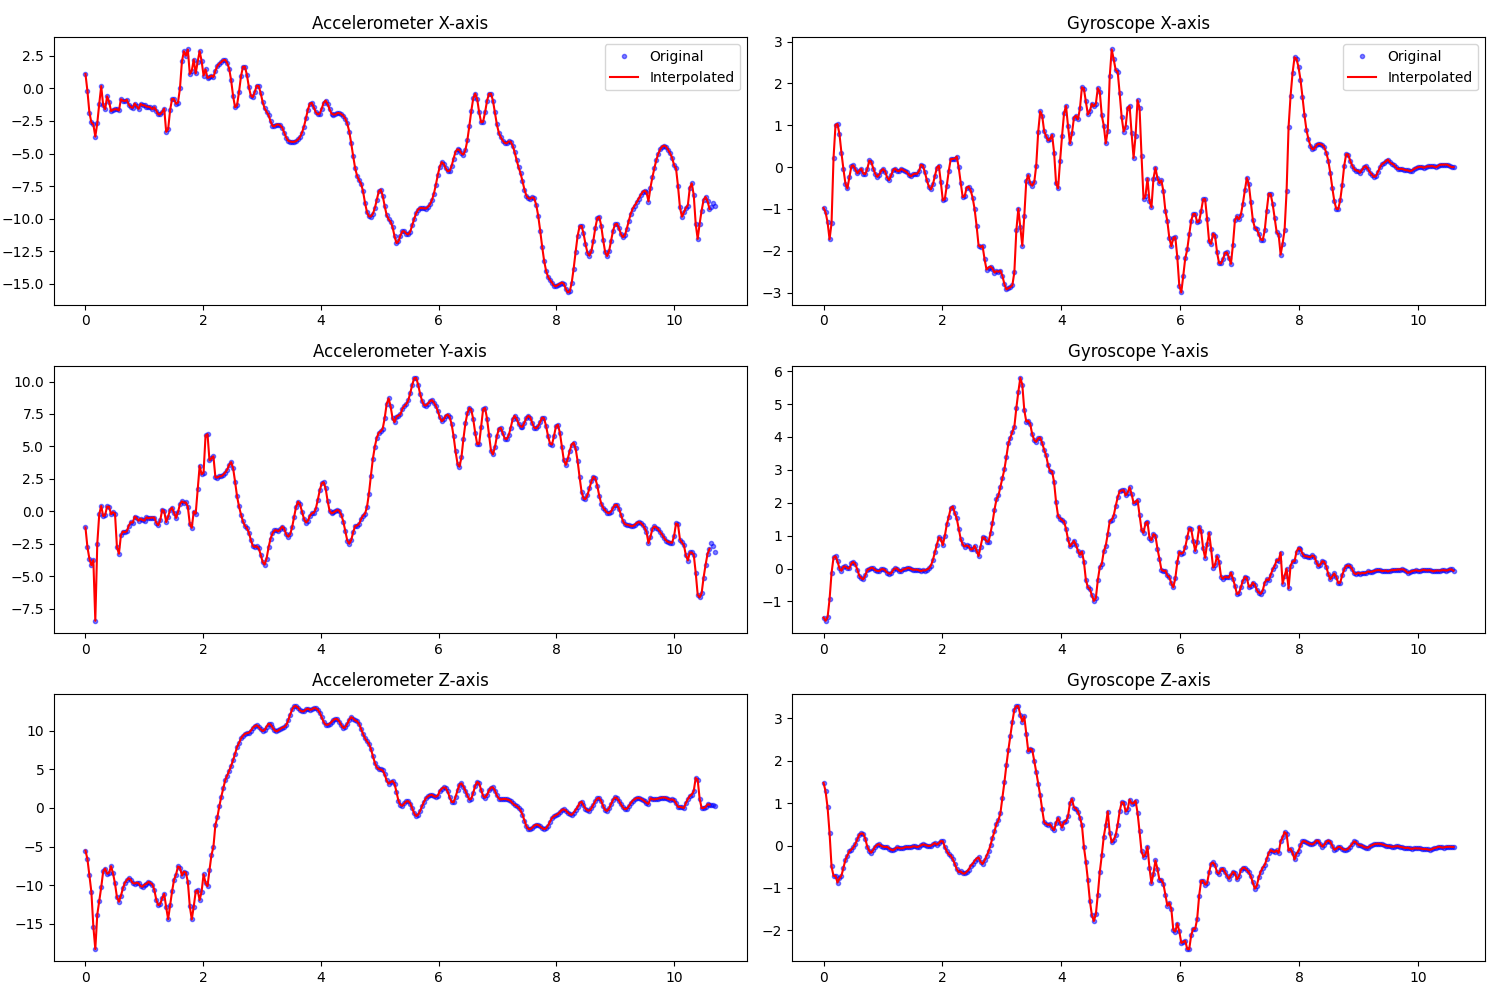 Accelerometer X-axis
2.5
0.0
−2.5
−5.0
−7.5
−10.0
−12.5
−15.0
0 2 4 6 8 10
Original
Interpolated
Gyroscope X-axis
3
2
1
0
−1
−2
−3
0 2 4 6 8 10
Original
Interpolated
Accelerometer Y-axis
10.0
7.5
5.0
2.5
0.0
−2.5
−5.0
−7.5
0 2 4 6 8 10
Gyroscope Y-axis
6
5
4
3
2
1
0
−1
0 2 4 6 8 10
Accelerometer Z-axis
10
5
0
−5
−10
−15
0 2 4 6 8 10
Gyroscope Z-axis
3
2
1
0
−1
−2
0 2 4 6 8 10